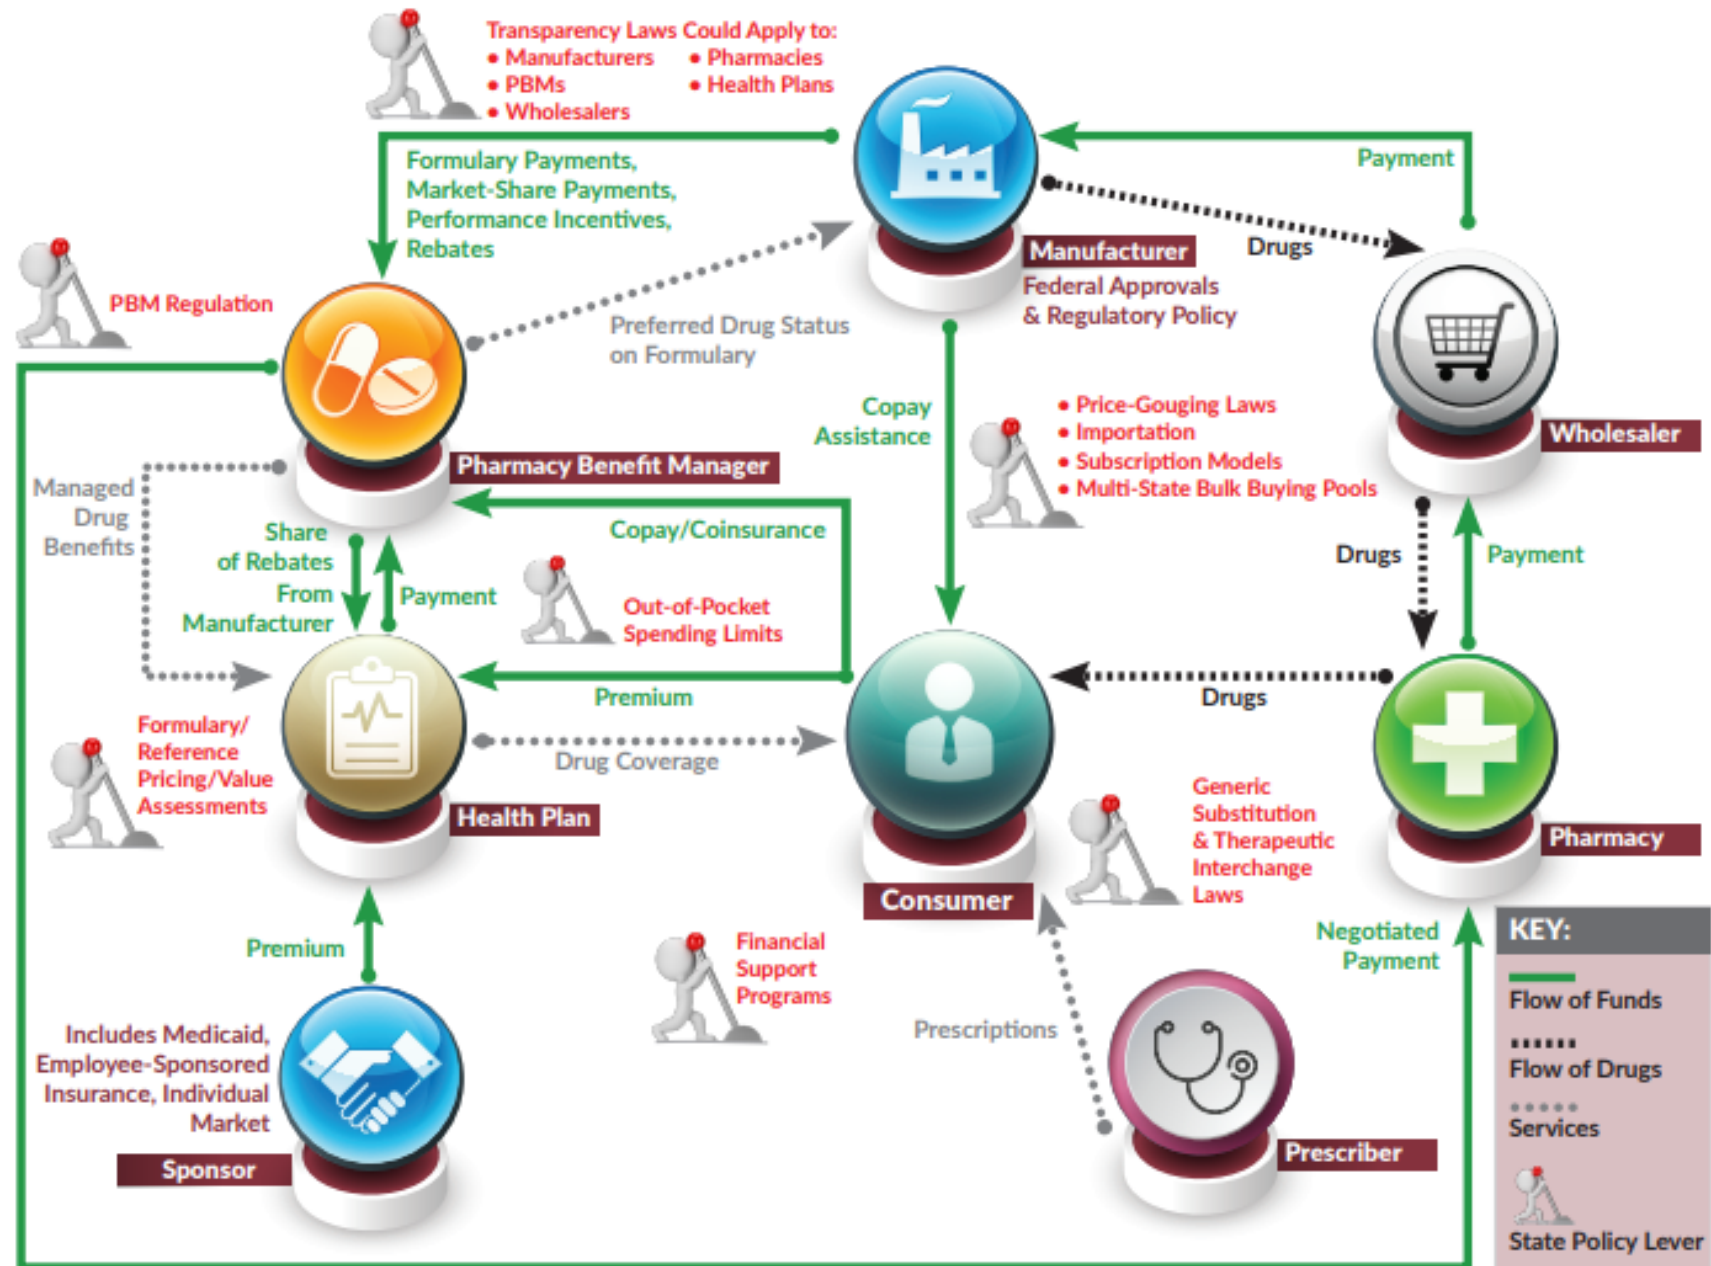 Transparency Laws Could Apply to:
• Manufacturers
• PBMs
• Wholesalers
• Pharmacies
• Health Plans
Formulary Payments,
Market-Share Payments,
Performance Incentives,
Rebates
Payment
Drugs
Manufacturer
Federal Approvals
& Regulatory Policy
PBM Regulation
Preferred Drug Status
on Formulary
Copay
Assistance
• Price-Gouging Laws
• Importation
• Subscription Models
• Multi-State Bulk Buying Pools
Wholesaler
Pharmacy Benefit Manager
Managed
Drug
Benefits
Share
of Rebates
From
Manufacturer
Payment
Copay/Coinsurance
Out-of-Pocket
Spending Limits
Premium
Drugs
Payment
Drugs
Formulary/
Reference
Pricing/Value
Assessments
Drug Coverage
Health Plan
Consumer
Generic
Substitution
& Therapeutic
Interchange
Laws
Pharmacy
Premium
Financial
Support
Programs
Negotiated
Payment
Includes Medicaid,
Employee-Sponsored
Insurance, Individual
Market
Sponsor
Prescriptions
Prescriber
KEY:
Flow of Funds
Flow of Drugs
Services
State Policy Lever